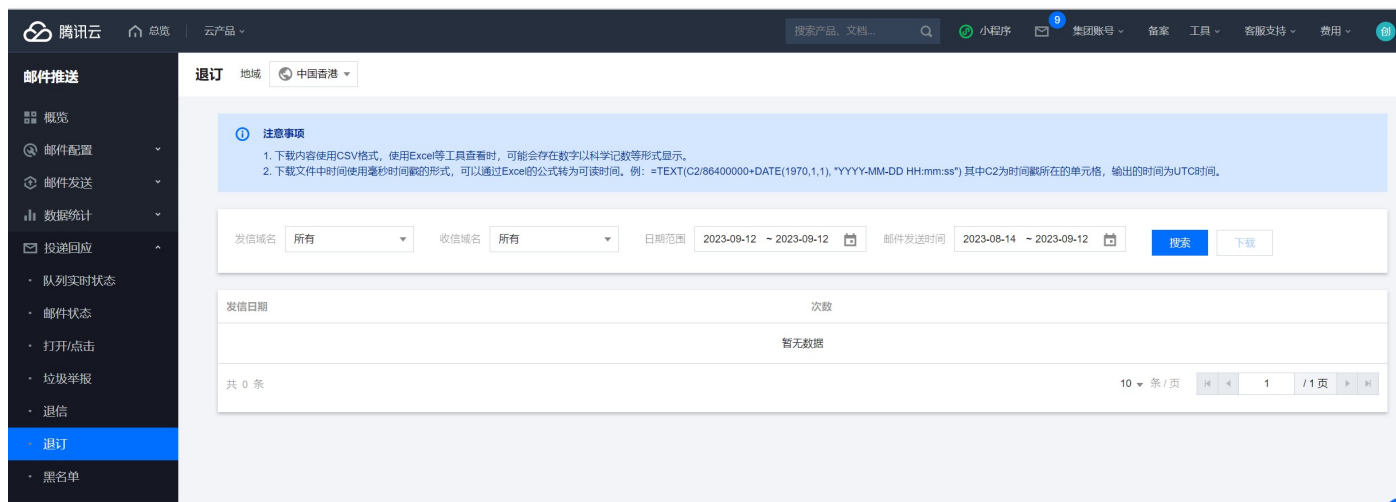 腾讯云 总览 云产品 搜索产品、文档... 小程序 9 集团账号 备案 工具 客服支持 费用 创
邮件推送
概览
邮件配置
邮件发送
数据统计
投递回应
· 队列实时状态
· 邮件状态
· 打开/点击
· 垃圾举报
· 退信
· 退订
· 黑名单
退订 地域 中国香港
注意事项
1. 下载内容使用CSV格式，使用Excel等工具查看时，可能会存在数字以科学记数等形式显示。
2. 下载文件中时间使用毫秒时间戳的形式，可以通过Excel的公式转为可读时间。例：=TEXT(C2/86400000+DATE(1970,1,1), "YYYY-MM-DD HH:mm:ss") 其中C2为时间戳所在的单元格，输出的时间为UTC时间。
发信域名 所有 收信域名 所有 日期范围 2023-09-12 ~ 2023-09-12 邮件发送时间 2023-08-14 ~ 2023-09-12 搜索 下载
发信日期 次数
暂无数据
共 0 条 10 条 / 页 1 / 1 页